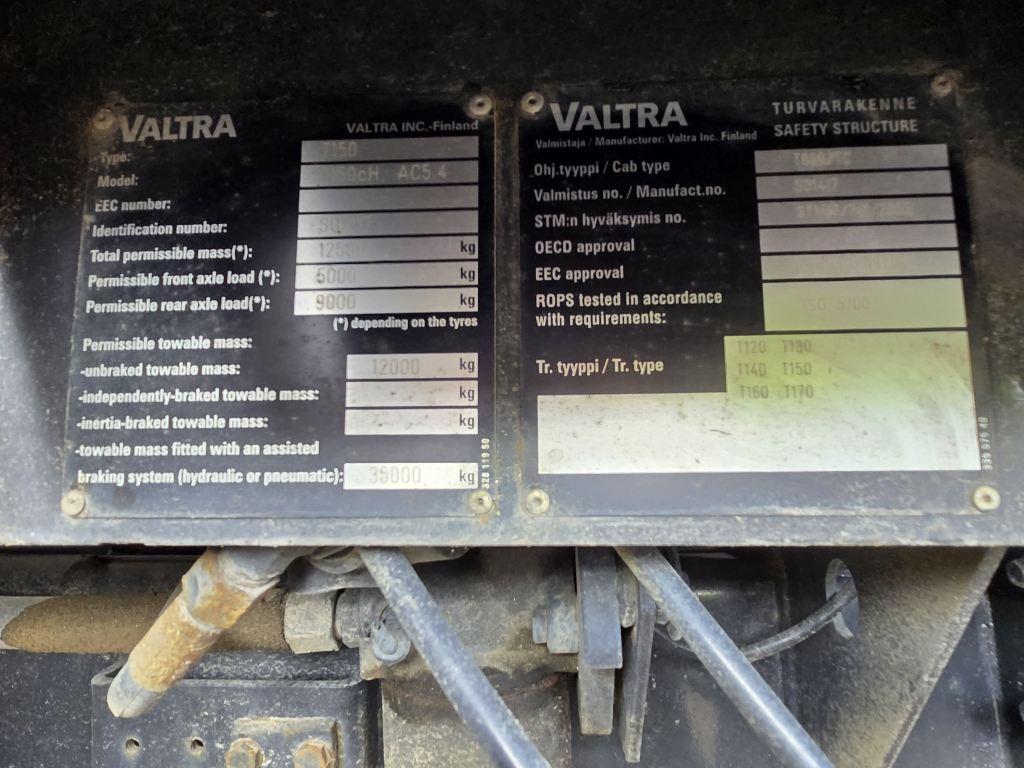 VALTRA
VALTRA INC.-Finland
Type: T150
Model: AC5.4
EEC number:
Identification number:
Total permissible mass(*): kg
Permissible front axle load (*): 5000 kg
Permissible rear axle load(*): 9000 kg
(*) depending on the tyres
Permissible towable mass:
-unbraked towable mass: 12000 kg
-independently-braked towable mass: kg
-inertia-braked towable mass: kg
-towable mass fitted with an assisted
braking system (hydraulic or pneumatic): 35000 kg
VALTRA
TURVARAKENNE
SAFETY STRUCTURE
Valmistaja / Manufacturer: Valtra Inc. Finland
Ohj.tyyppi / Cab type
Valmistus no. / Manufact.no.
STM:n hyväksymis no.
OECD approval
EEC approval
ROPS tested in accordance
with requirements:
Tr. tyyppi / Tr. type
T120 T130
T140 T150
T160 T170